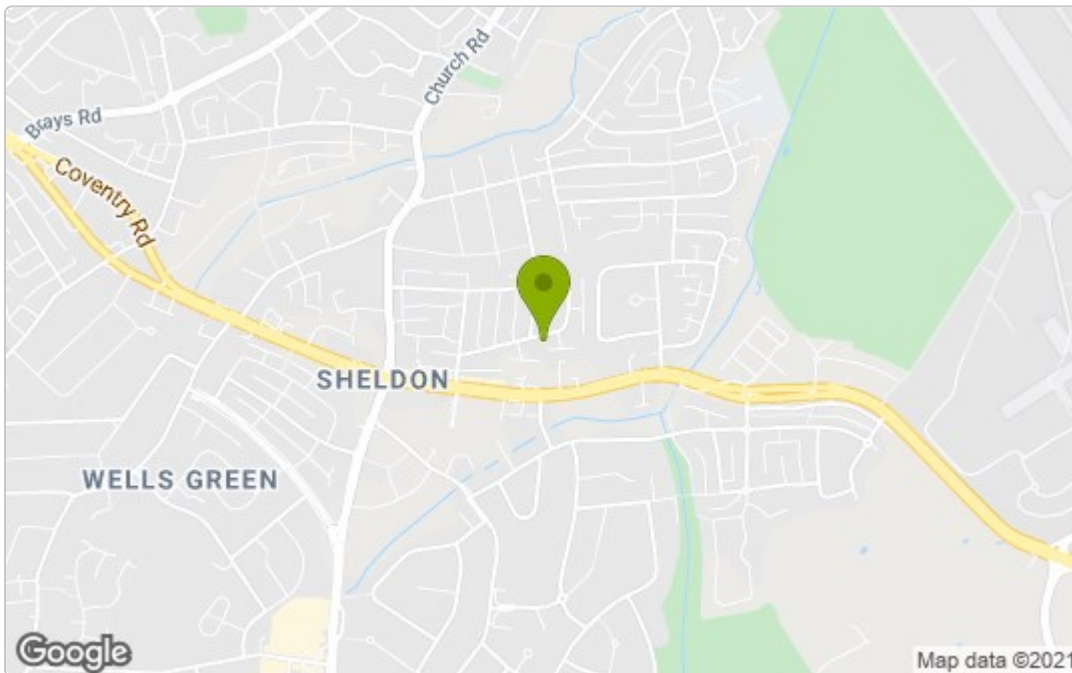 Church Rd
Brays Rd
Coventry Rd
SHELDON
WELLS GREEN
Google
Map data ©2021